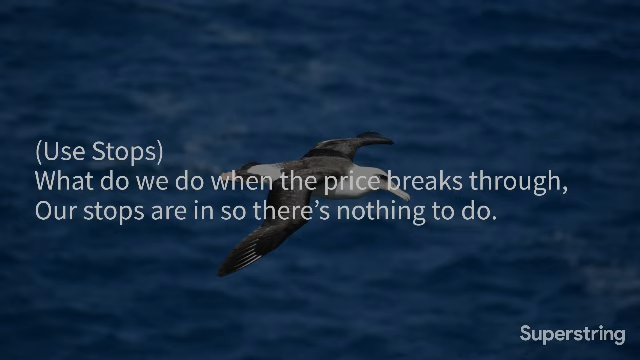 (Use Stops)
What do we do when the price breaks through,
Our stops are in so there’s nothing to do.
Superstring